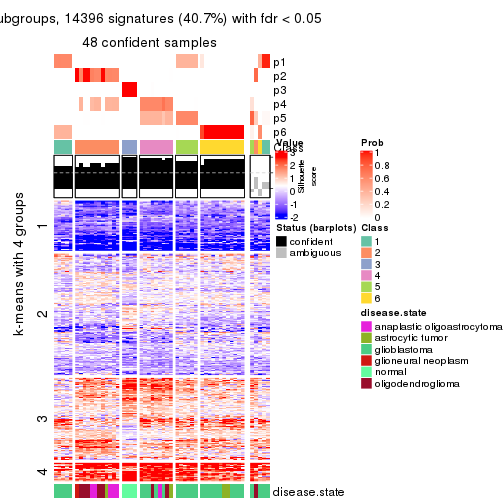 ubgroups, 14396 signatures (40.7%) with fdr < 0.05
48 confident samples
p1
p2
p3
p4
p5
p6
Class
Silhouette
score
1
2
3
4
k-means with 4 groups
disease.state
Value
3
2
1
0
-1
-2
Status (barplots)
confident
ambiguous
Prob
1
0.8
0.6
0.4
0.2
0
Class
1
2
3
4
5
6
disease.state
anaplastic oligoastrocytoma
astrocytic tumor
glioblastoma
glioneural neoplasm
normal
oligodendroglioma